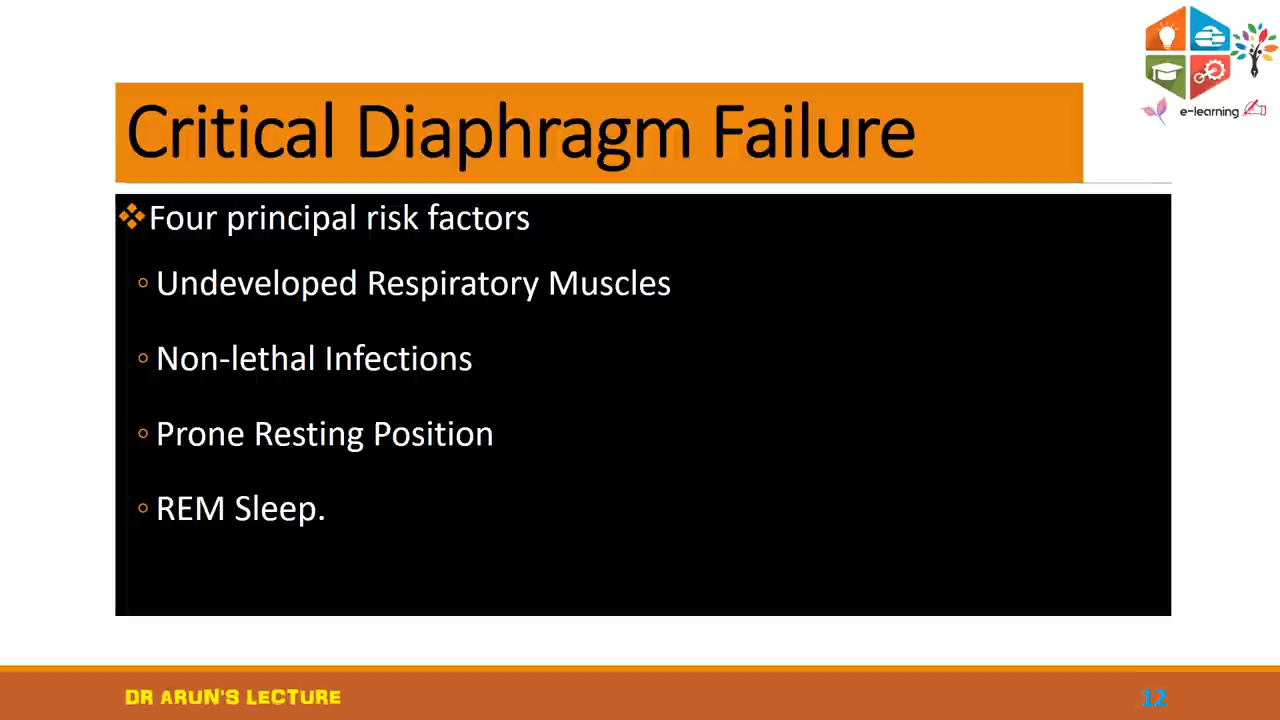 e-learning
Critical Diaphragm Failure
❖Four principal risk factors
◦Undeveloped Respiratory Muscles
◦Non-lethal Infections
◦Prone Resting Position
◦REM Sleep.
DR ARUN'S LECTURE
12